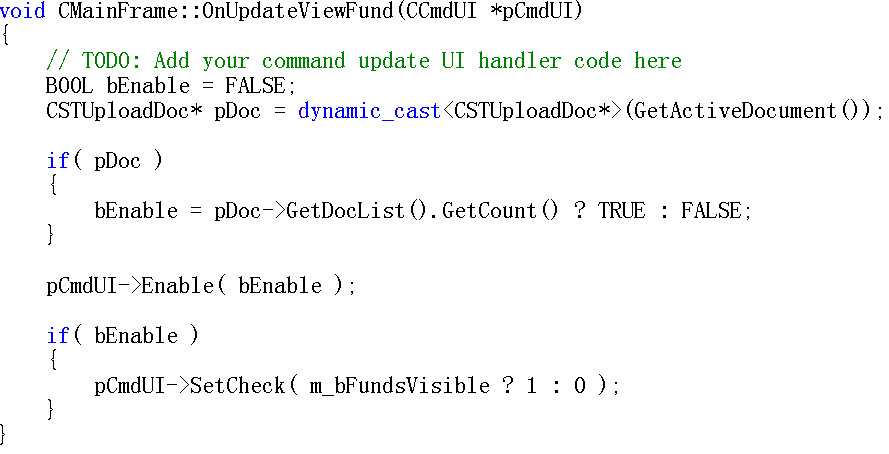 void CMainFrame::OnUpdateViewFund(CCmdUI *pCmdUI)
{
    // TODO: Add your command update UI handler code here
    BOOL bEnable = FALSE;
    CSTUploadDoc* pDoc = dynamic_cast<CSTUploadDoc*>(GetActiveDocument());

    if( pDoc )
    {
        bEnable = pDoc->GetDocList().GetCount() ? TRUE : FALSE;
    }

    pCmdUI->Enable( bEnable );

    if( bEnable )
    {
        pCmdUI->SetCheck( m_bFundsVisible ? 1 : 0 );
    }
}